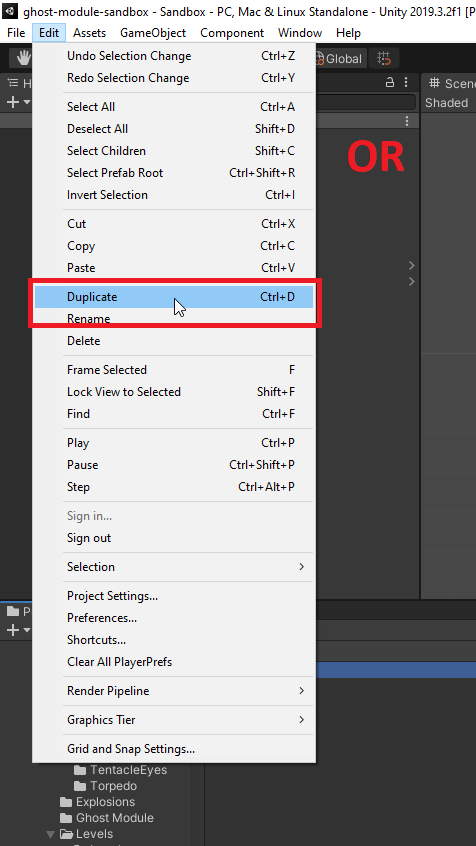 ghost-module-sandbox - Sandbox - PC, Mac & Linux Standalone - Unity 2019.3.2f1 [P
File Edit Assets GameObject Component Window Help
Global
H
Scen
Shaded
Undo Selection Change Ctrl+Z
Redo Selection Change Ctrl+Y
Select All Ctrl+A
Deselect All Shift+D
Select Children Shift+C
Select Prefab Root Ctrl+Shift+R
Invert Selection Ctrl+I
OR
Cut Ctrl+X
Copy Ctrl+C
Paste Ctrl+V
Duplicate Ctrl+D
Rename
Delete
Frame Selected F
Lock View to Selected Shift+F
Find Ctrl+F
Play Ctrl+P
Pause Ctrl+Shift+P
Step Ctrl+Alt+P
Sign in...
Sign out
Selection
Project Settings...
Preferences...
Shortcuts...
Clear All PlayerPrefs
Render Pipeline
Graphics Tier
Grid and Snap Settings...
P
TentacleEyes
Torpedo
Explosions
Ghost Module
Levels